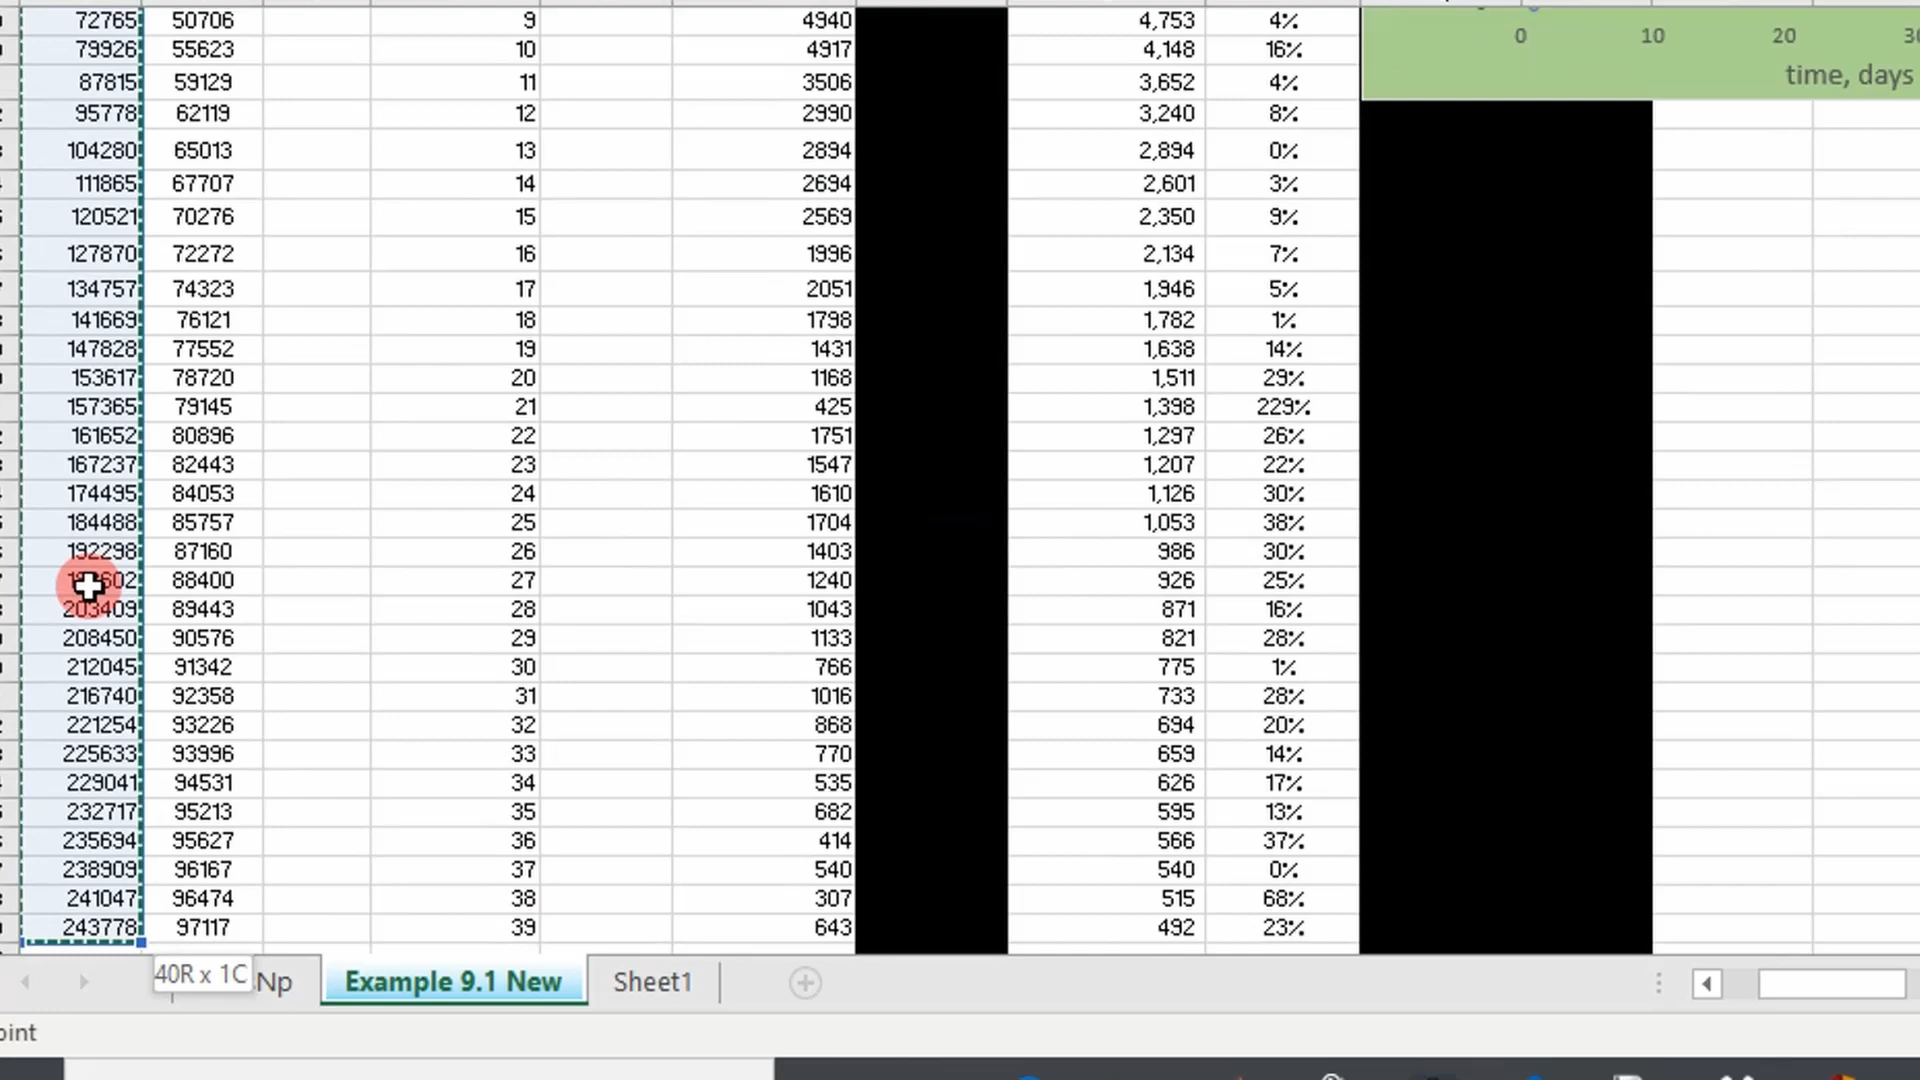 0 10 20 30
time, days
72765 50706 9 4940 4,753 4%
79926 55623 10 4917 4,148 16%
87815 59129 11 3506 3,652 4%
95778 62119 12 2990 3,240 8%
104280 65013 13 2894 2,894 0%
111865 67707 14 2694 2,601 3%
120521 70276 15 2569 2,350 9%
127870 72272 16 1996 2,134 7%
134757 74323 17 2051 1,946 5%
141669 76121 18 1798 1,782 1%
147828 77552 19 1431 1,638 14%
153617 78720 20 1168 1,511 29%
157365 79145 21 425 1,398 229%
161652 80896 22 1751 1,297 26%
167237 82443 23 1547 1,207 22%
174495 84053 24 1610 1,126 30%
184488 85757 25 1704 1,053 38%
192298 87160 26 1403 986 30%
88400 27 1240 926 25%
203409 89443 28 1043 871 16%
208450 90576 29 1133 821 28%
212045 91342 30 766 775 1%
216740 92358 31 1016 733 28%
221254 93226 32 868 694 20%
225633 93996 33 770 659 14%
229041 94531 34 535 626 17%
232717 95213 35 682 595 13%
235694 95627 36 414 566 37%
238909 96167 37 540 540 0%
241047 96474 38 307 515 68%
243778 97117 39 643 492 23%
40R x 1C Np Example 9.1 New Sheet1
oint